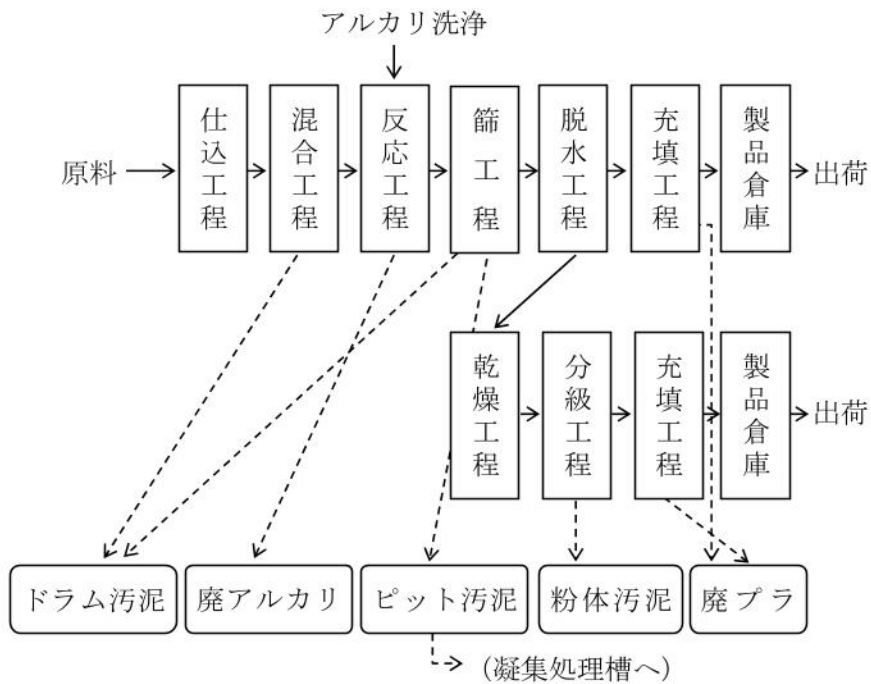 アルカリ洗浄
原料
仕込工程
混合工程
反応工程
篩工程
脱水工程
充填工程
製品倉庫
出荷
乾燥工程
分級工程
充填工程
製品倉庫
出荷
ドラム汚泥
廃アルカリ
ピット汚泥
粉体汚泥
廃プラ
(凝集処理槽へ)